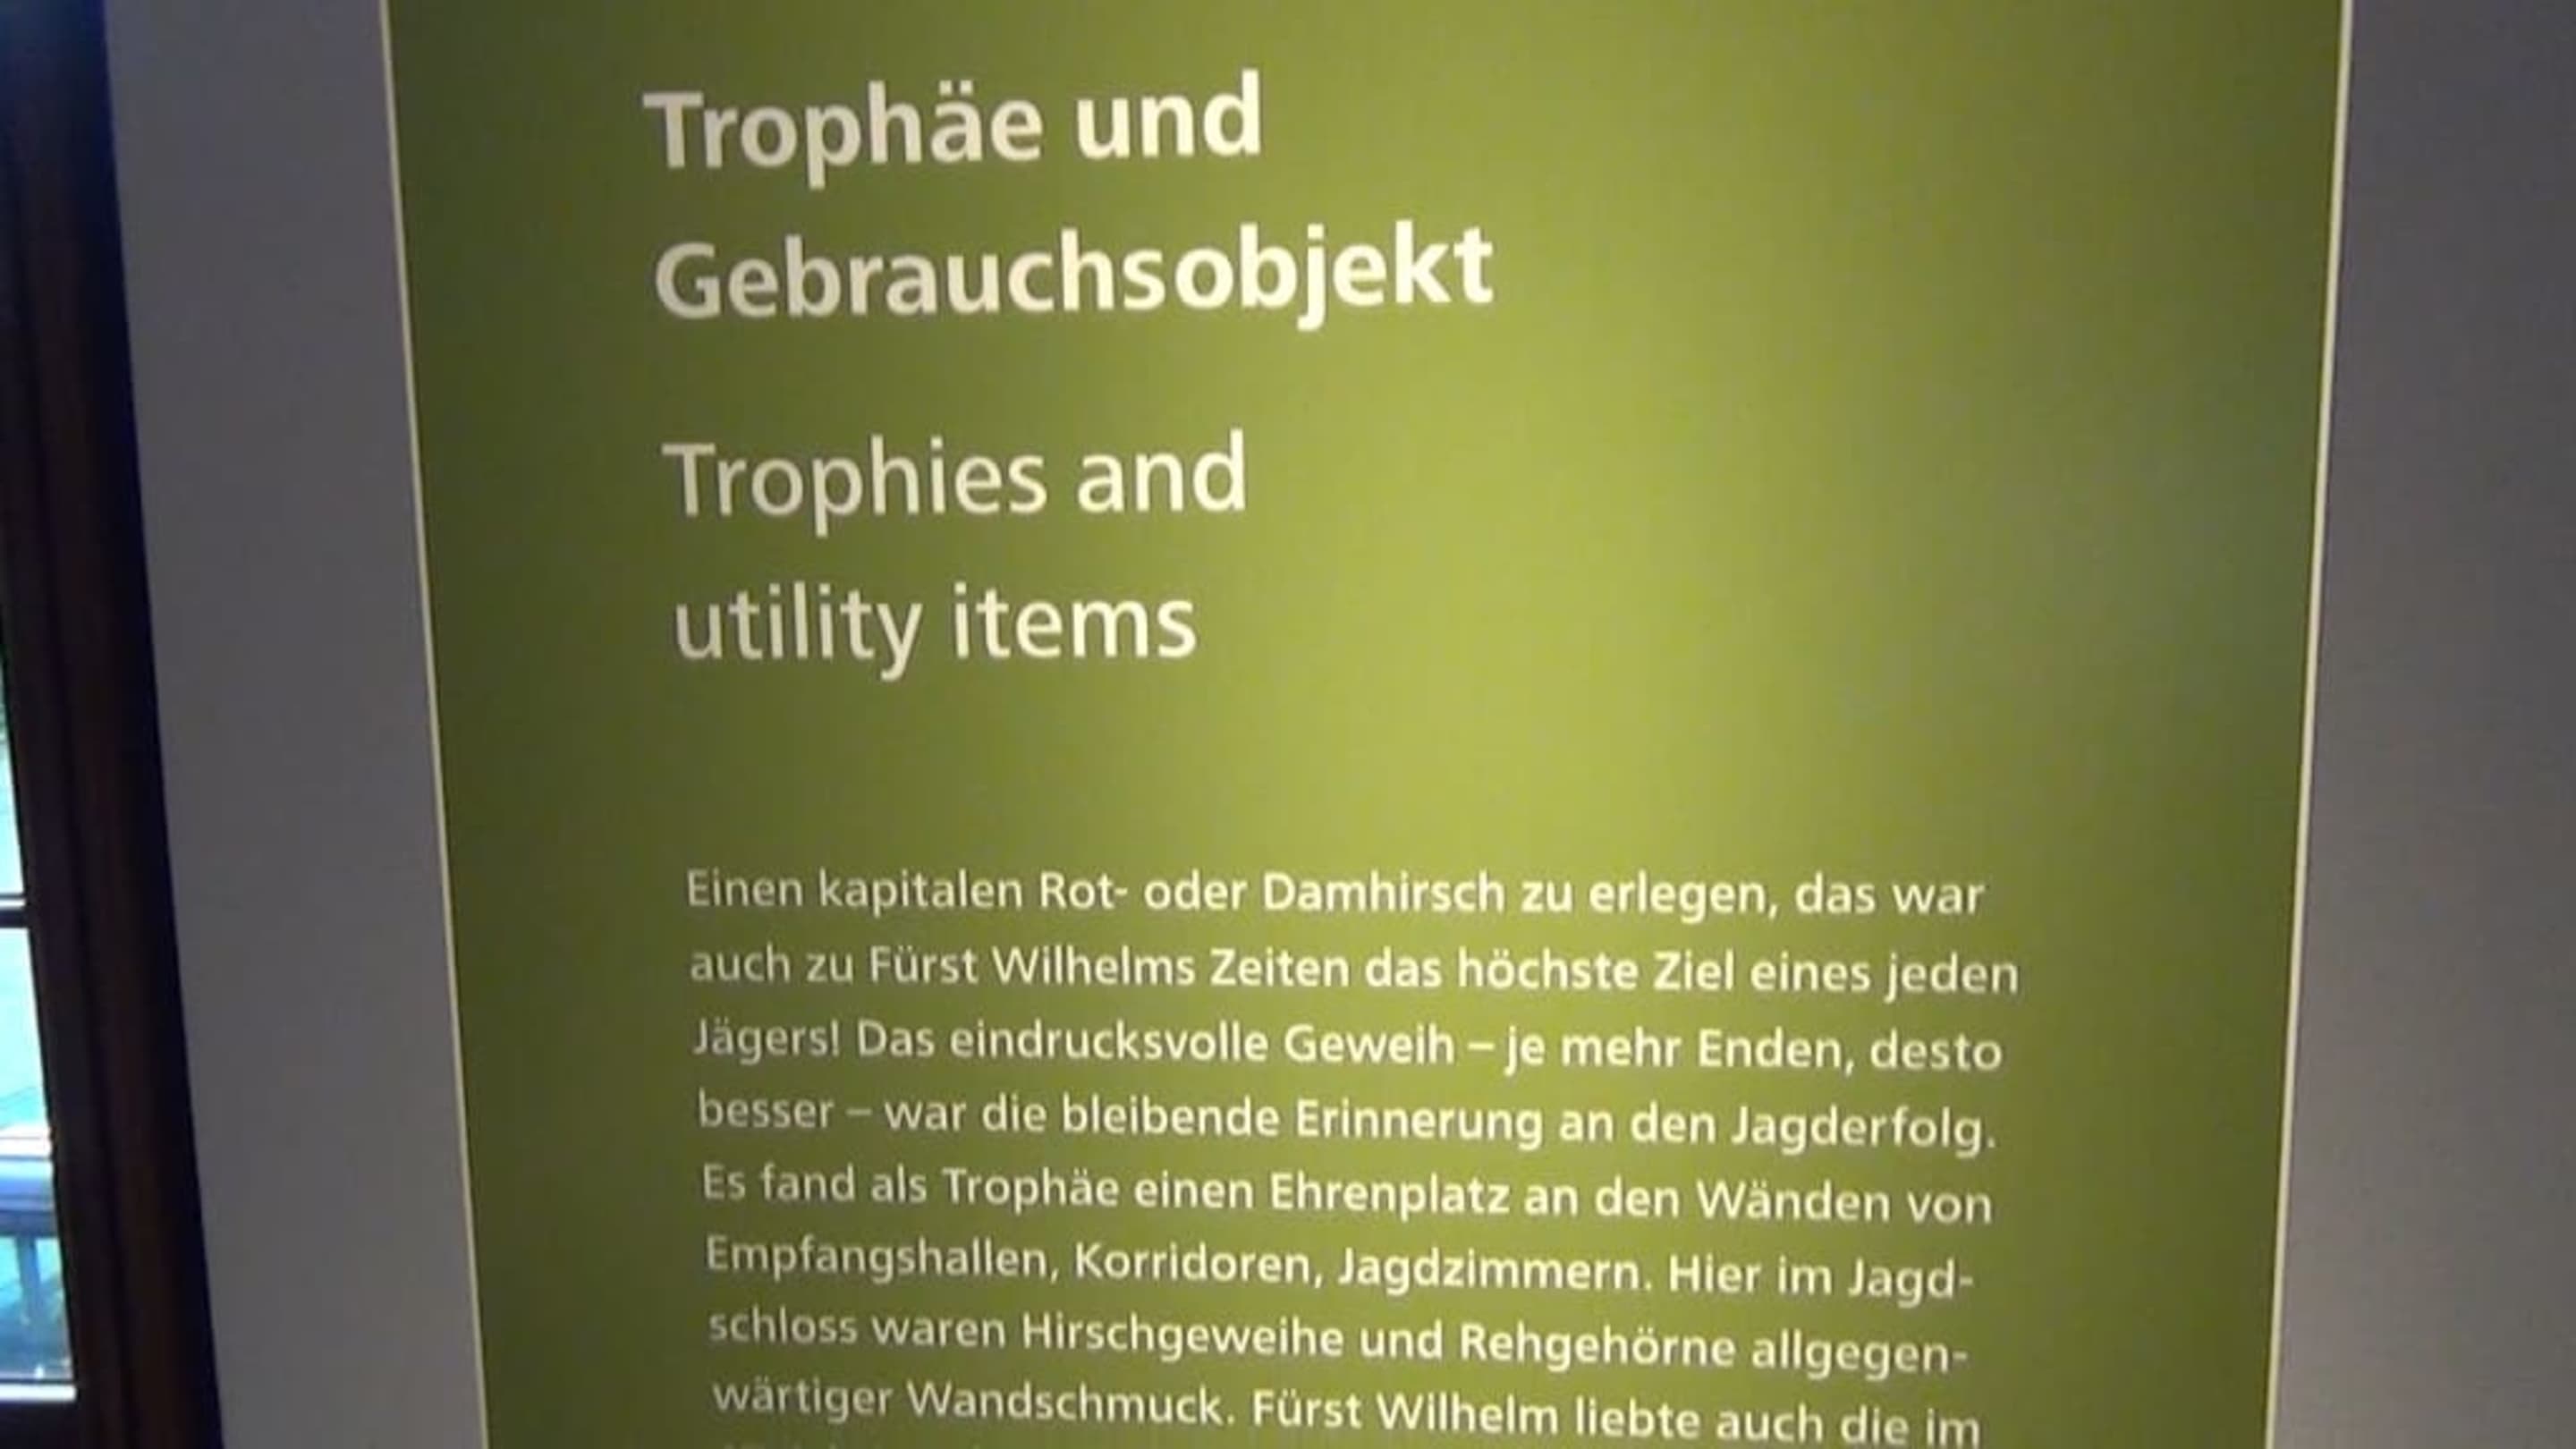 Trophäe und
Gebrauchsobjekt
Trophies and
utility items
Einen kapitalen Rot- oder Damhirsch zu erlegen, das war
auch zu Fürst Wilhelms Zeiten das höchste Ziel eines jeden
Jägers! Das eindrucksvolle Geweih – je mehr Enden, desto
besser – war die bleibende Erinnerung an den Jagderfolg.
Es fand als Trophäe einen Ehrenplatz an den Wänden von
Empfangshallen, Korridoren, Jagdzimmern. Hier im Jagd-
schloss waren Hirschgeweihe und Rehgehörne allgegen-
wärtiger Wandschmuck. Fürst Wilhelm liebte auch die im